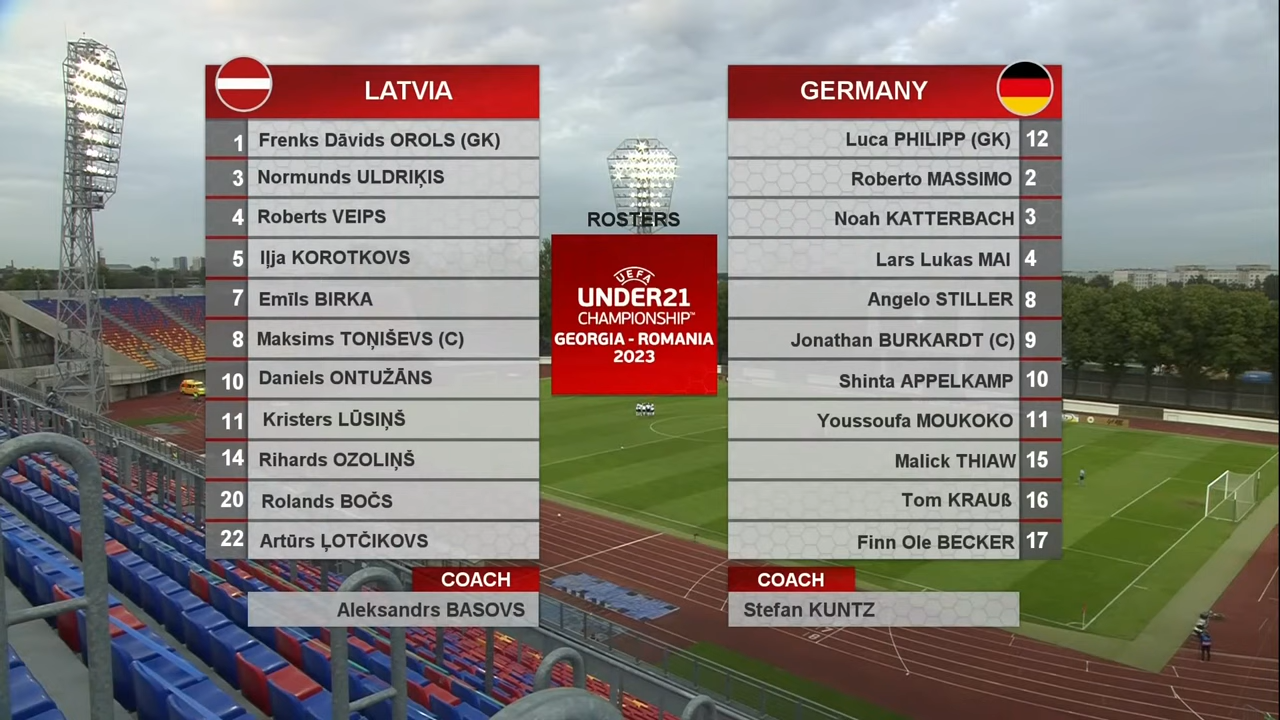 LATVIA
1 Frenks Dāvids OROLS (GK)
3 Normunds ULDRIĶIS
4 Roberts VEIPS
5 Iļja KOROTKOVS
7 Emīls BIRKA
8 Maksims TOŅIŠEVS (C)
10 Daniels ONTUŽĀNS
11 Kristers LŪSIŅŠ
14 Rihards OZOLIŅŠ
20 Rolands BOČS
22 Artūrs ĻOTČIKOVS
COACH
Aleksandrs BASOVS
ROSTERS
UEFA
UNDER21
CHAMPIONSHIP™
GEORGIA - ROMANIA
2023
GERMANY
Luca PHILIPP (GK) 12
Roberto MASSIMO 2
Noah KATTERBACH 3
Lars Lukas MAI 4
Angelo STILLER 8
Jonathan BURKARDT (C) 9
Shinta APPELKAMP 10
Youssoufa MOUKOKO 11
Malick THIAW 15
Tom KRAUß 16
Finn Ole BECKER 17
COACH
Stefan KUNTZ